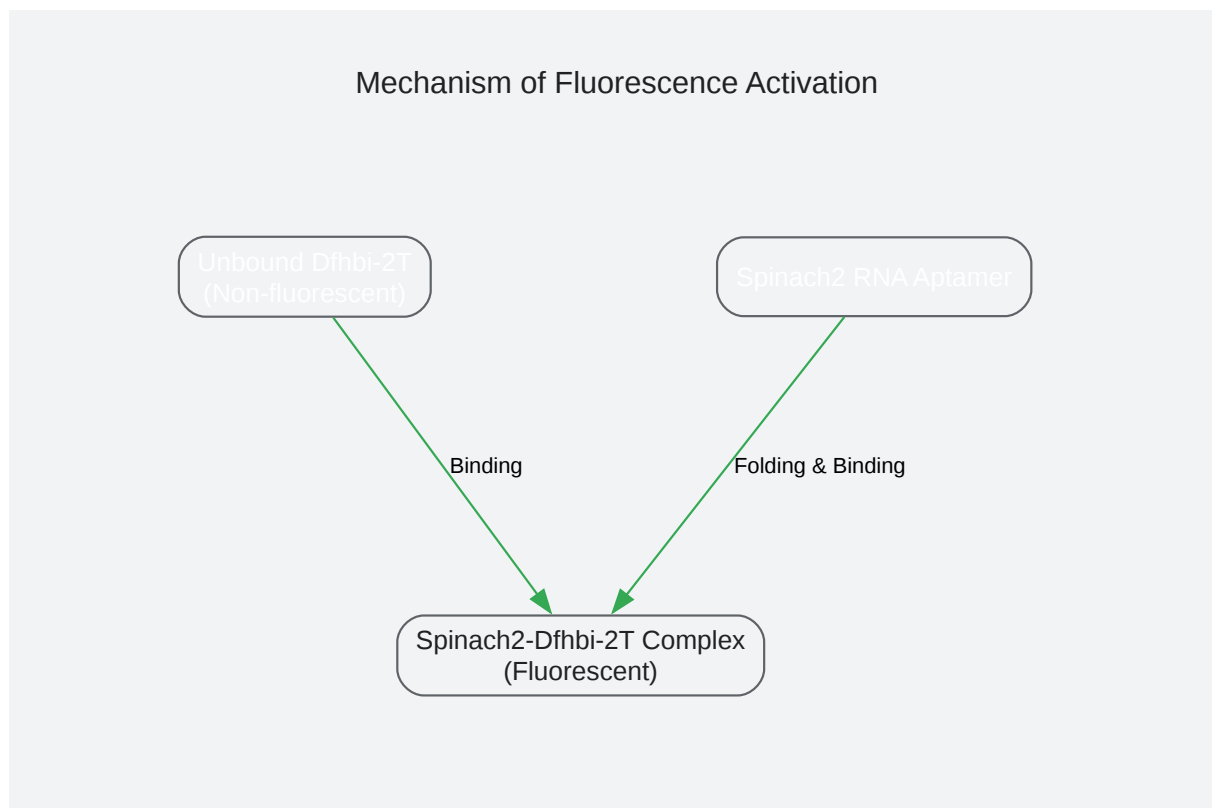 Mechanism of Fluorescence Activation
Unbound Dfhbi-2T
(Non-fluorescent)
Spinach2 RNA Aptamer
Binding
Folding & Binding
Spinach2-Dfhbi-2T Complex
(Fluorescent)